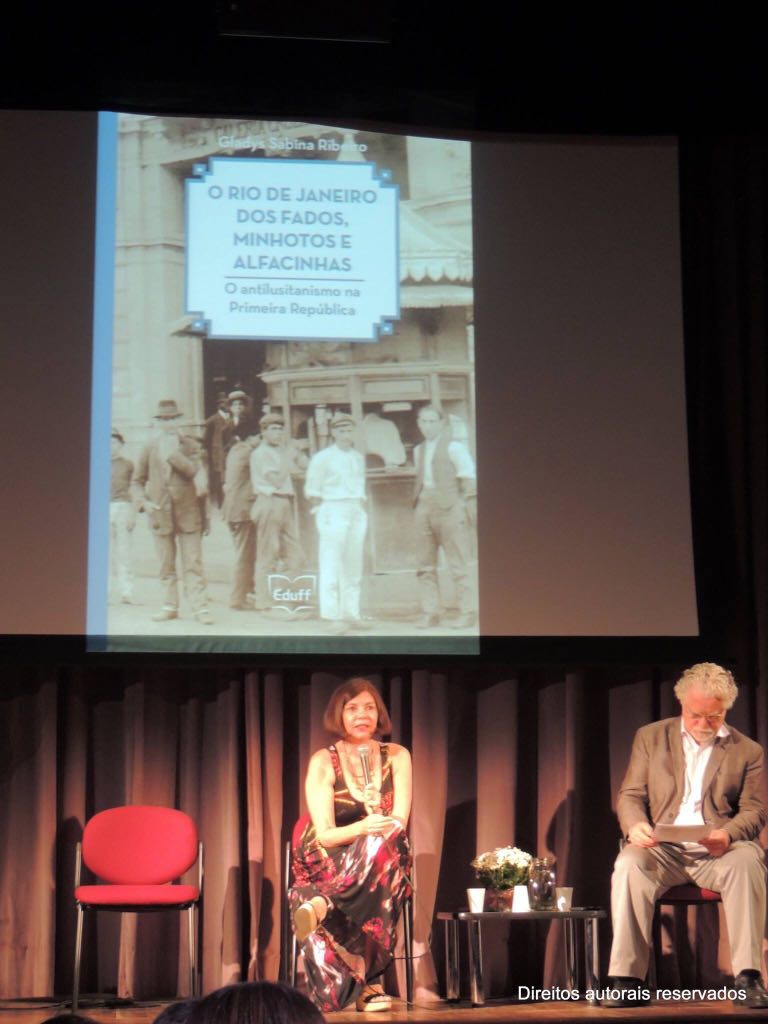 Gladys Sabina Ribeiro
O RIO DE JANEIRO
DOS FADOS,
MINHOTOS E
ALFACINHAS
O antilusitanismo na
Primeira República
Eduff
Direitos autorais reservados